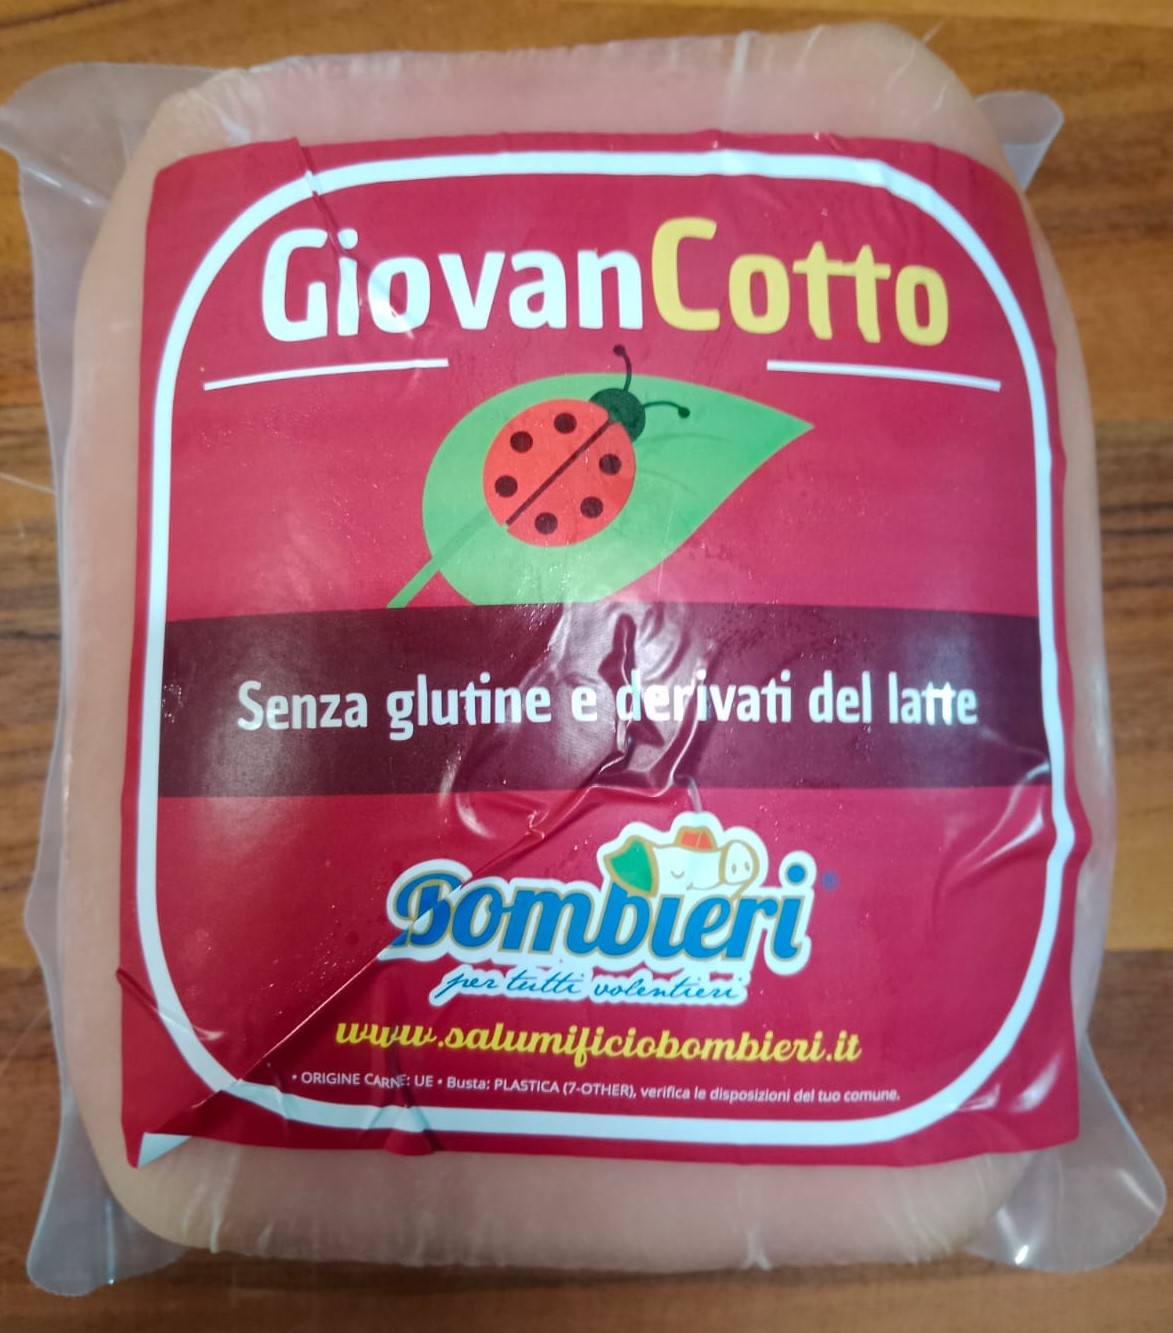 GiovanCotto
Senza glutine e derivati del latte
Bombieri®
per tutti volentieri
www.salumificiobombieri.it
• ORIGINE CARNE: UE • Busta: PLASTICA (7-OTHER), verifica le disposizioni del tuo comune.